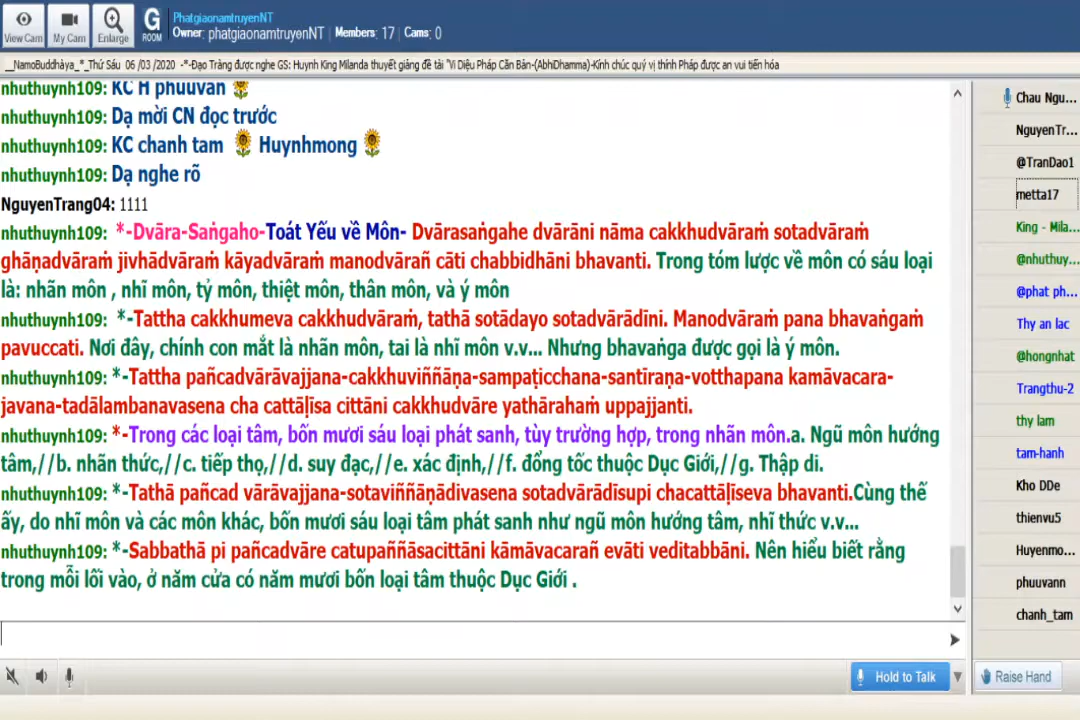 PhatgiaonamtruyenNT
G
ROOM
Owner: phatgiaonamtruyenNT | Members: 17 | Cams: 0
View Cam
My Cam
Enlarge
__NamoBuddhàya_*_Thứ Sáu 06 /03 /2020 -*-Đạo Tràng được nghe GS: Huynh King Milanda thuyết giảng đề tài "Vi Diệu Pháp Căn Bản-(AbhiDhamma)-Kính chúc quý vị thính Pháp được an vui tiến hóa
nhuthuynh109: KC H phuuvan
nhuthuynh109: Dạ mời CN đọc trước
nhuthuynh109: KC chanh tam Huynhmong
nhuthuynh109: Dạ nghe rõ
NguyenTrang04: 1111
nhuthuynh109: *-Dvāra-Saṅgaho-Toát Yếu về Môn- Dvārasaṅgahe dvārāni nāma cakkhudvāraṁ sotadvāraṁ
ghāṇadvāraṁ jivhādvāraṁ kāyadvāraṁ manodvārañ cāti chabbidhāni bhavanti. Trong tóm lược về môn có sáu loại
là: nhãn môn , nhĩ môn, tỷ môn, thiệt môn, thân môn, và ý môn
nhuthuynh109: *-Tattha cakkhumeva cakkhudvāraṁ, tathā sotādayo sotadvārādīni. Manodvāraṁ pana bhavaṅgaṁ
pavuccati. Nơi đây, chính con mắt là nhãn môn, tai là nhĩ môn v.v... Nhưng bhavaṅga được gọi là ý môn.
nhuthuynh109: *-Tattha pañcadvārāvajjana-cakkhuviññāṇa-sampaṭicchana-santīraṇa-votthapana kamāvacara-
javana-tadālambanavasena cha cattāḷīsa cittāni cakkhudvāre yathārahaṁ uppajjanti.
nhuthuynh109: *-Trong các loại tâm, bốn mươi sáu loại phát sanh, tùy trường hợp, trong nhãn môn.a. Ngũ môn hướng
tâm,//b. nhãn thức,//c. tiếp thọ,//d. suy đạc,//e. xác định,//f. đổng tốc thuộc Dục Giới,//g. Thập di.
nhuthuynh109: *-Tathā pañcad vārāvajjana-sotaviññāṇādivasena sotadvārādīsupi chacattāḷīseva bhavanti.Cùng thế
ấy, do nhĩ môn và các môn khác, bốn mươi sáu loại tâm phát sanh như ngũ môn hướng tâm, nhĩ thức v.v...
nhuthuynh109: *-Sabbathā pi pañcadvāre catupaññāsacittāni kāmāvacarañ evāti veditabbāni. Nên hiểu biết rằng
trong mỗi lối vào, ở năm cửa có năm mươi bốn loại tâm thuộc Dục Giới .
Chau Ngu...
NguyenTr...
@TranDao1
metta17
King - Mila...
@nhuthuy...
@phat ph...
Thy an lac
@hongnhat
Trangthu-2
thy lam
tam-hanh
Kho DDe
thienvu5
Huyenmo...
phuuvann
chanh_tam
Hold to Talk
Raise Hand